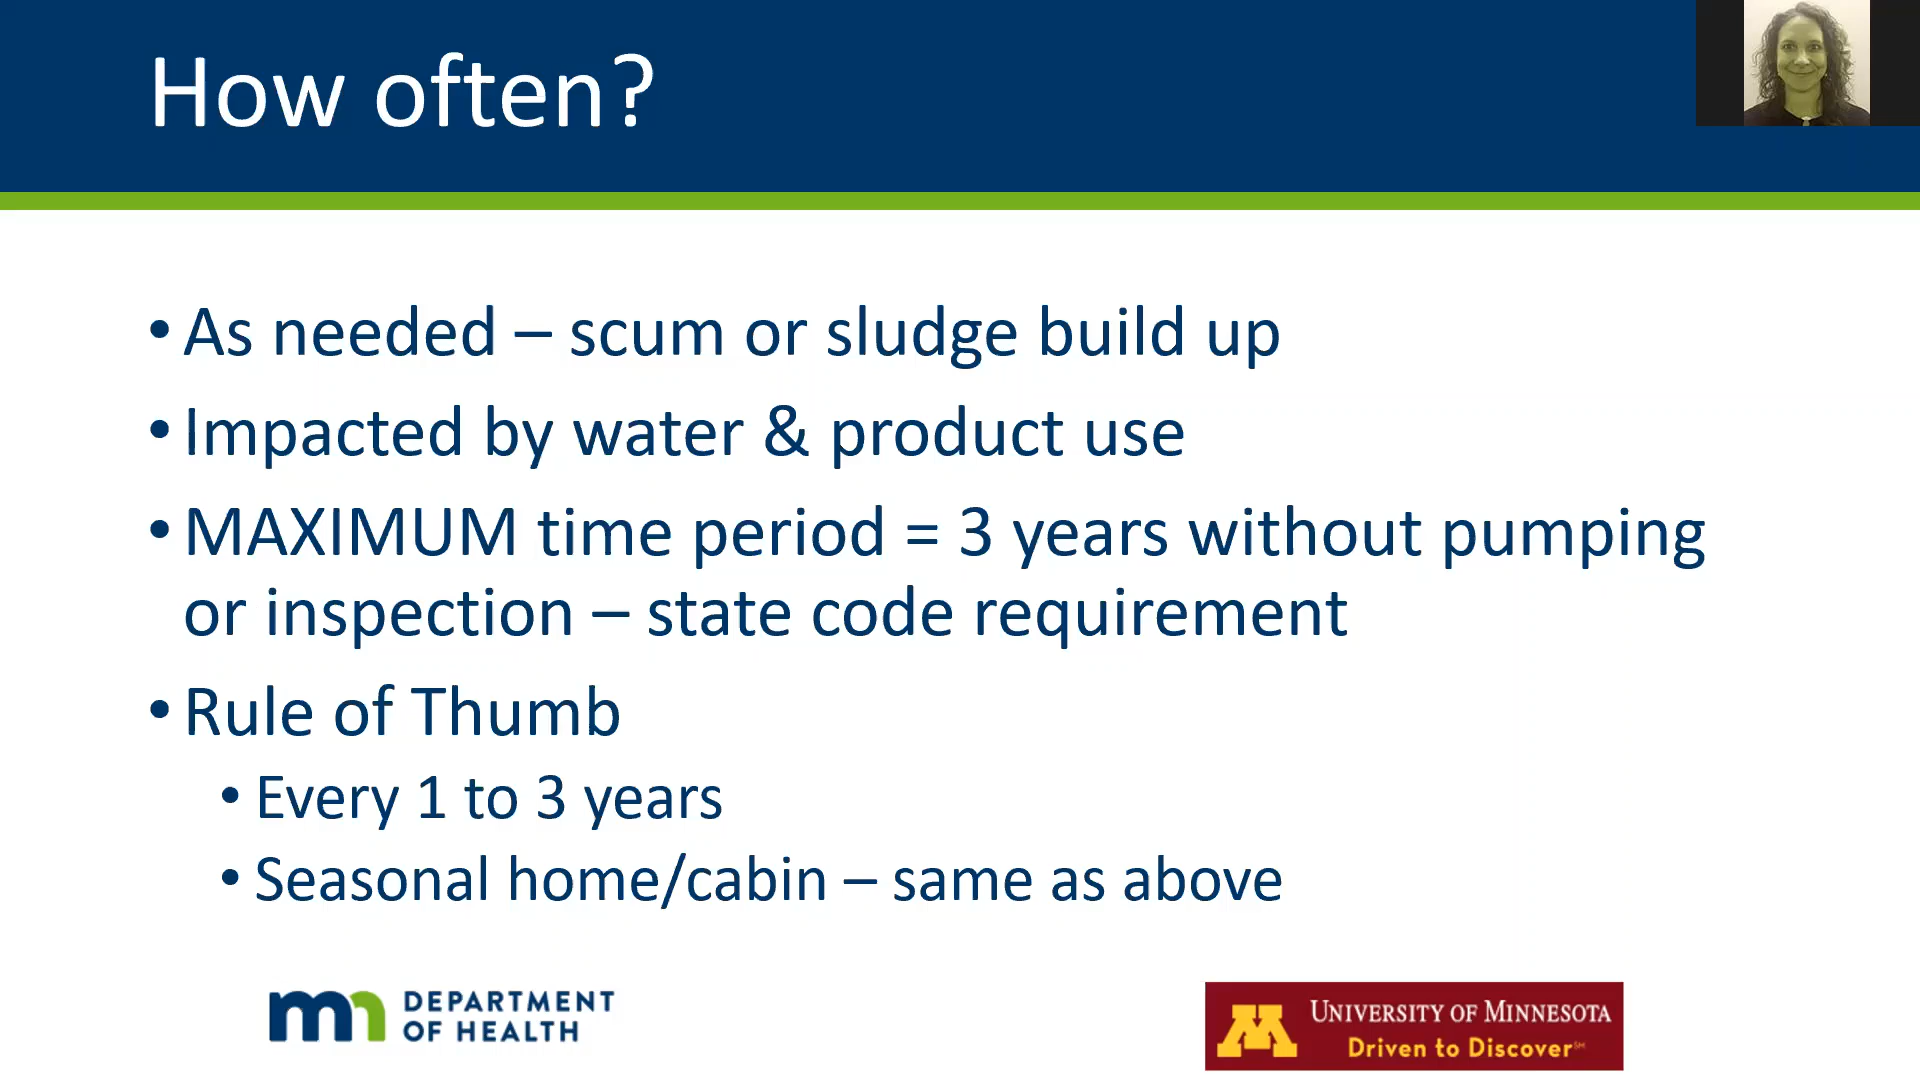 How often?
• As needed – scum or sludge build up
• Impacted by water & product use
• MAXIMUM time period = 3 years without pumping
or inspection – state code requirement
• Rule of Thumb
• Every 1 to 3 years
• Seasonal home/cabin – same as above
mn DEPARTMENT
OF HEALTH
M UNIVERSITY OF MINNESOTA
Driven to Discover℠